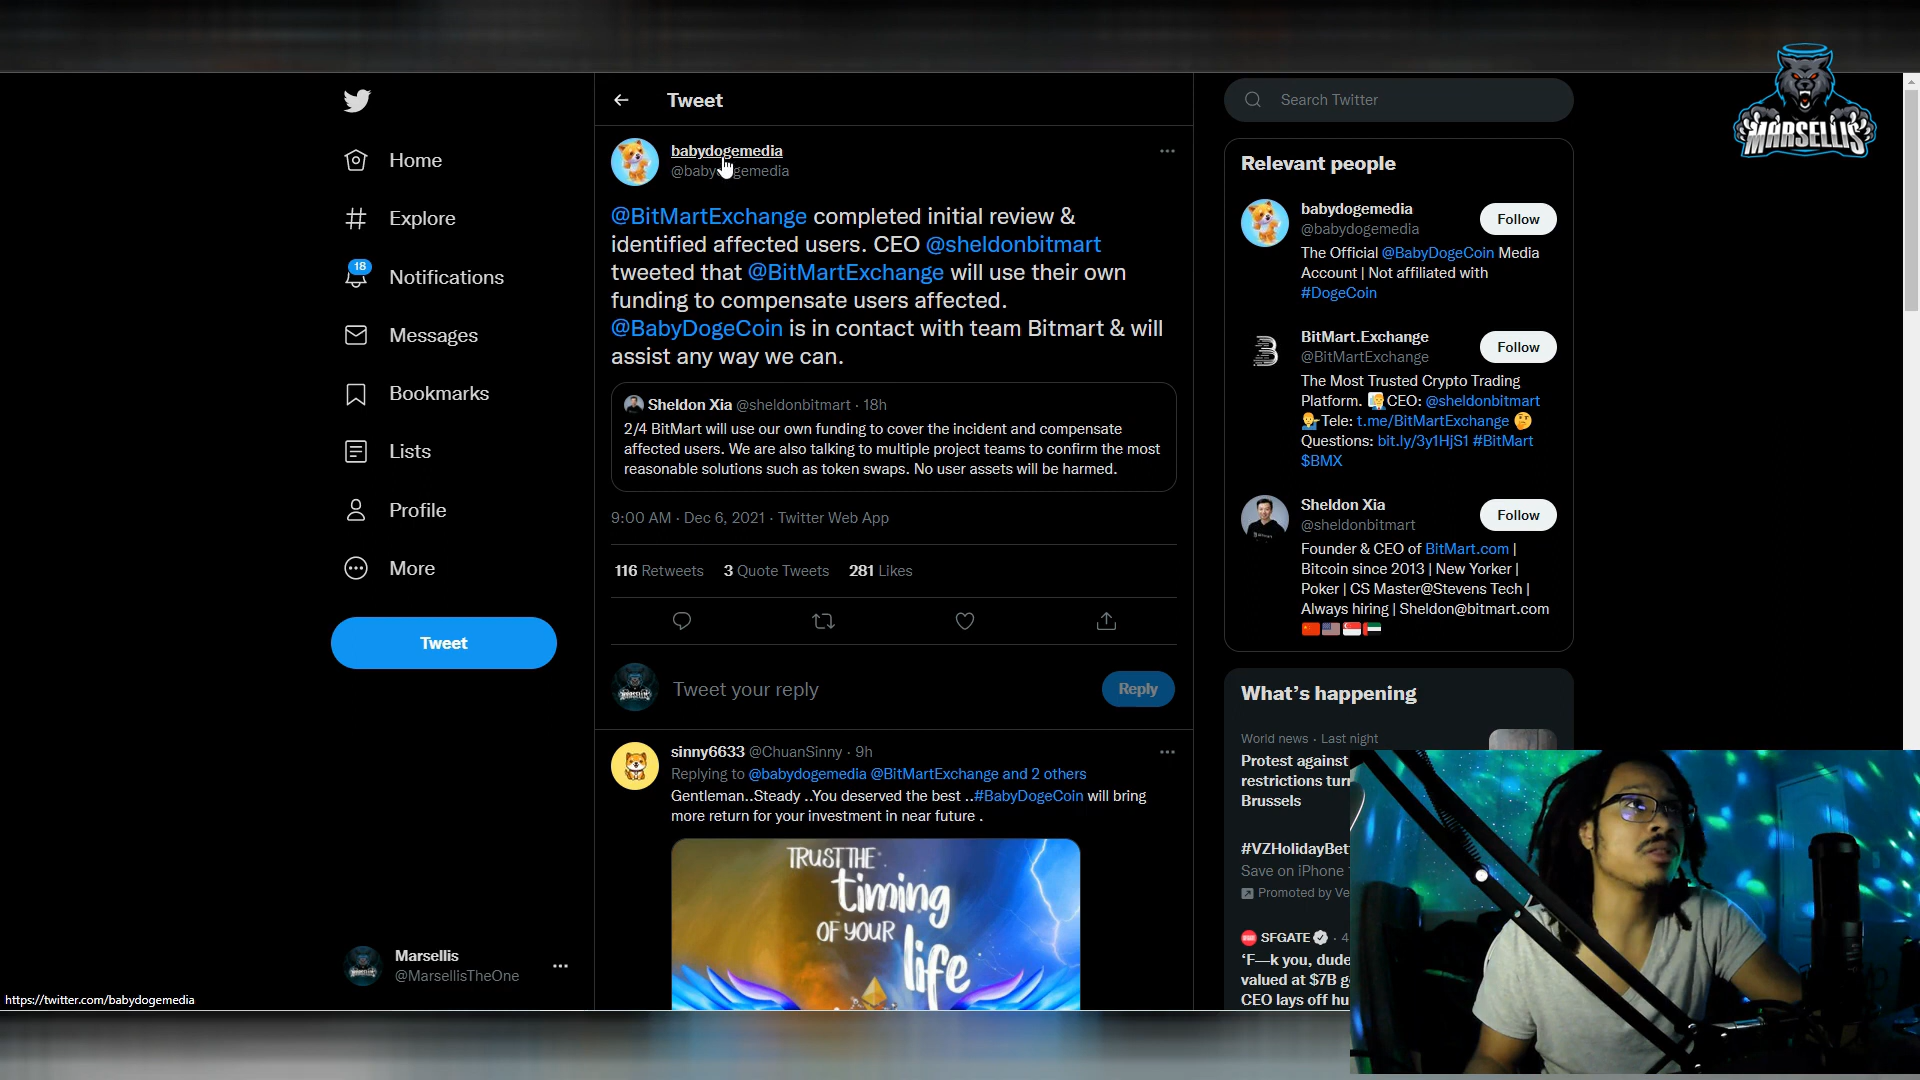 MARSELLIS
Tweet
Search Twitter
Home
Explore
18
Notifications
Messages
Bookmarks
Lists
Profile
More
Tweet
Marsellis
@MarsellisTheOne
https://twitter.com/babydogemedia
babydogemedia
@babydogemedia
@BitMartExchange completed initial review &
identified affected users. CEO @sheldonbitmart
tweeted that @BitMartExchange will use their own
funding to compensate users affected.
@BabyDogeCoin is in contact with team Bitmart & will
assist any way we can.
Sheldon Xia @sheldonbitmart · 18h
2/4 BitMart will use our own funding to cover the incident and compensate
affected users. We are also talking to multiple project teams to confirm the most
reasonable solutions such as token swaps. No user assets will be harmed.
9:00 AM · Dec 6, 2021 · Twitter Web App
116 Retweets 3 Quote Tweets 281 Likes
Tweet your reply
Reply
sinny6633 @ChuanSinny · 9h
Replying to @babydogemedia @BitMartExchange and 2 others
Gentleman..Steady ..You deserved the best ..#BabyDogeCoin will bring
more return for your investment in near future .
TRUST THE
timing
OF YOUR
life
Relevant people
babydogemedia
@babydogemedia
Follow
The Official @BabyDogeCoin Media
Account | Not affiliated with
#DogeCoin
BitMart.Exchange
@BitMartExchange
Follow
The Most Trusted Crypto Trading
Platform. CEO: @sheldonbitmart
Tele: t.me/BitMartExchange
Questions: bit.ly/3y1HjS1 #BitMart
$BMX
Sheldon Xia
@sheldonbitmart
Follow
Founder & CEO of BitMart.com |
Bitcoin since 2013 | New Yorker |
Poker | CS Master@Stevens Tech |
Always hiring | Sheldon@bitmart.com
What's happening
World news · Last night
Protest against
restrictions tur
Brussels
#VZHolidayBet
Save on iPhone
Promoted by Ve
SFGATE · 4
'F—k you, dude
valued at $7B g
CEO lays off hu